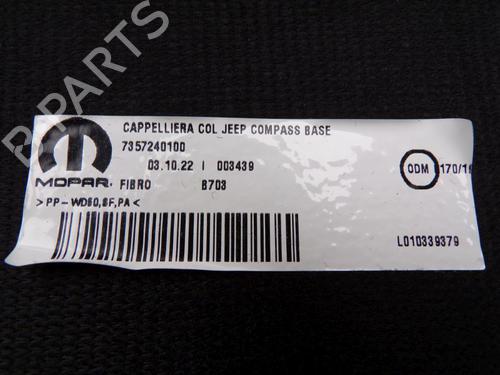 CAPPELLIERA COL JEEP COMPASS BASE
7357240100
03.10.22 | 003439
MOPAR. FIBRO B703
ODM
>PP-WD50,SF,PA<
L010339379
B-PARTS